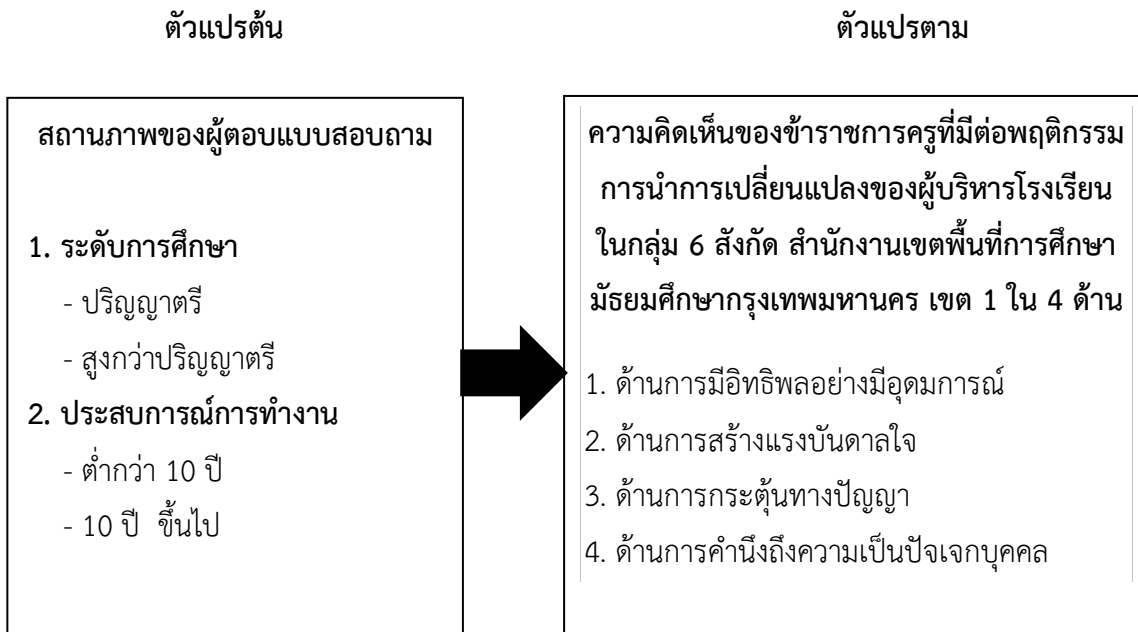 ตัวแปรต้น
ตัวแปรตาม
สถานภาพของผู้ตอบแบบสอบถาม
1. ระดับการศึกษา
- ปริญญาตรี
- สูงกว่าปริญญาตรี
2. ประสบการณ์การทำงาน
- ต่ำกว่า 10 ปี
- 10 ปี ขึ้นไป
ความคิดเห็นของข้าราชการครูที่มีต่อพฤติกรรม
การนำการเปลี่ยนแปลงของผู้บริหารโรงเรียน
ในกลุ่ม 6 สังกัด สำนักงานเขตพื้นที่การศึกษา
มัธยมศึกษากรุงเทพมหานคร เขต 1 ใน 4 ด้าน
1. ด้านการมีอิทธิพลอย่างมีอุดมการณ์
2. ด้านการสร้างแรงบันดาลใจ
3. ด้านการกระตุ้นทางปัญญา
4. ด้านการคำนึงถึงความเป็นปัจเจกบุคคล